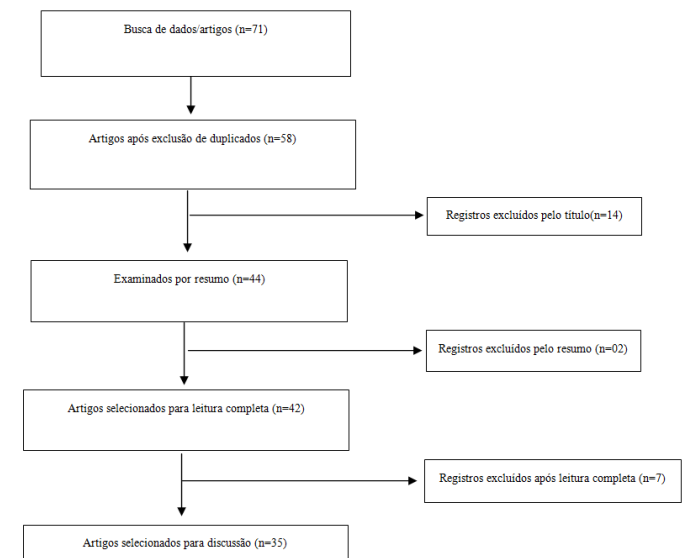 Busca de dados/artigos (n=71)
Artigos após exclusão de duplicados (n=58)
Registros excluídos pelo título(n=14)
Examinados por resumo (n=44)
Registros excluídos pelo resumo (n=02)
Artigos selecionados para leitura completa (n=42)
Registros excluídos após leitura completa (n=7)
Artigos selecionados para discussão (n=35)